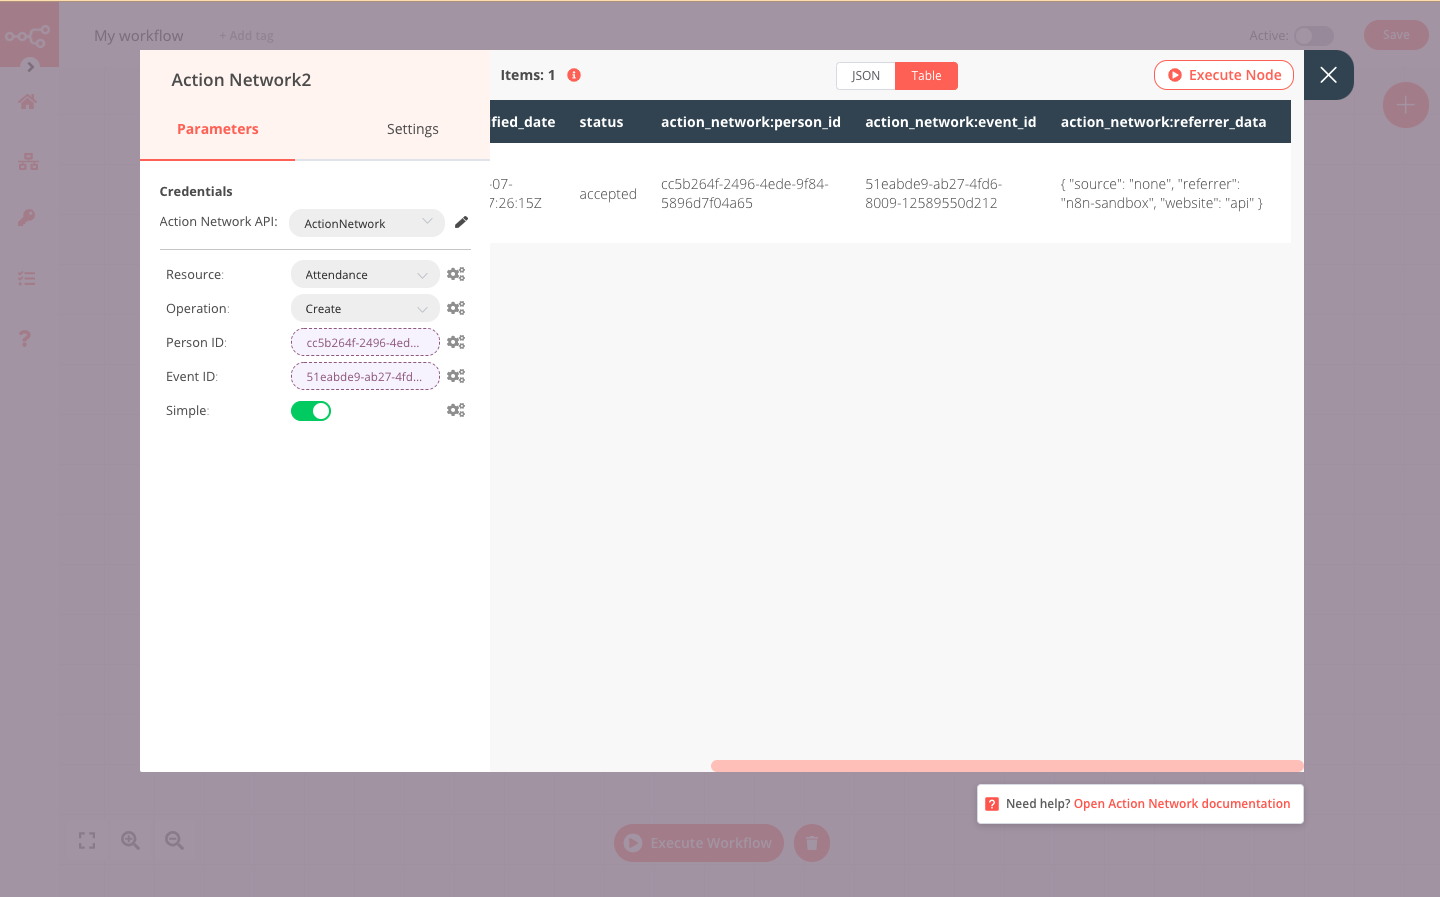 My workflow
+ Add tag
Active:
Save
Action Network2
Parameters
Settings
Credentials
Action Network API:
ActionNetwork
Resource:
Attendance
Operation:
Create
Person ID:
cc5b264f-2496-4ed...
Event ID:
51eabde9-ab27-4fd...
Simple:
Items: 1
JSON
Table
Execute Node
fied_date
status
action_network:person_id
action_network:event_id
action_network:referrer_data
-07-
7:26:15Z
accepted
cc5b264f-2496-4ede-9f84-
5896d7f04a65
51eabde9-ab27-4fd6-
8009-12589550d212
{ "source": "none", "referrer":
"n8n-sandbox", "website": "api" }
Need help? Open Action Network documentation
Execute Workflow